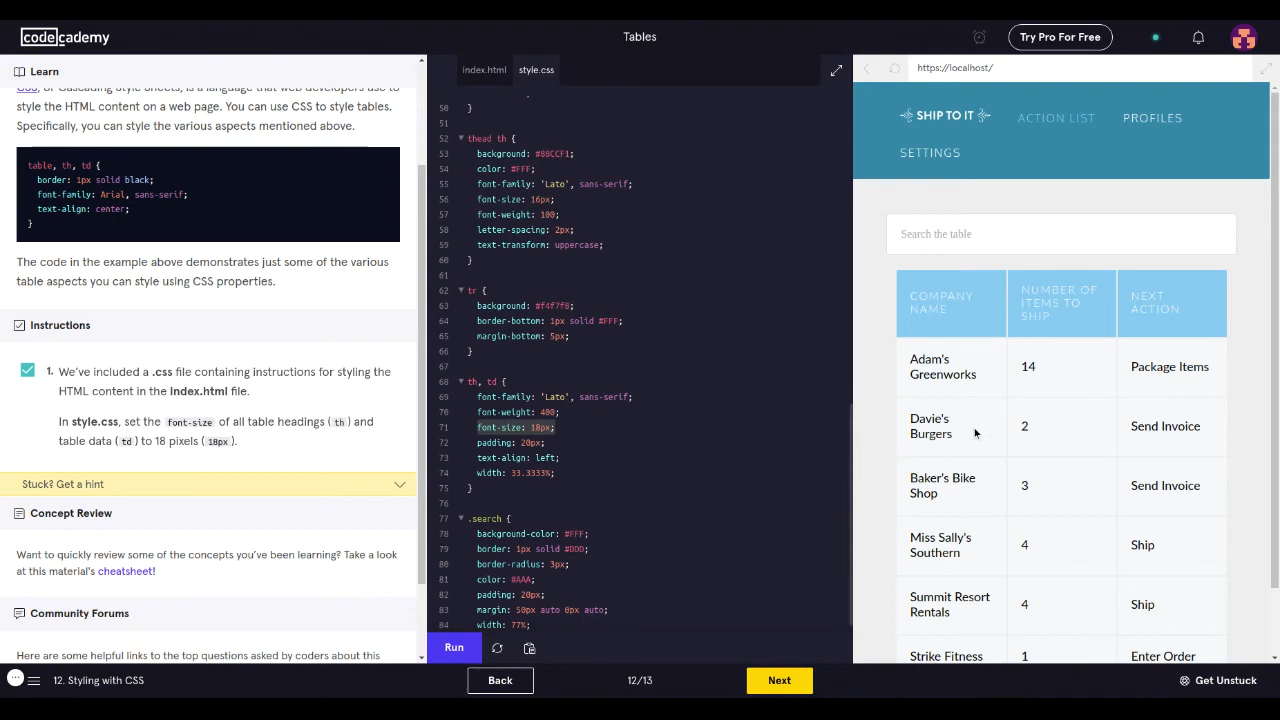 codecademy
Tables
Try Pro For Free
Learn
CSS, or Cascading Style Sheets, is a language that web developers use to
style the HTML content on a web page. You can use CSS to style tables.
Specifically, you can style the various aspects mentioned above.
table, th, td {
border: 1px solid black;
font-family: Arial, sans-serif;
text-align: center;
}
The code in the example above demonstrates just some of the various
table aspects you can style using CSS properties.
Instructions
1. We've included a .css file containing instructions for styling the
HTML content in the index.html file.
In style.css, set the font-size of all table headings ( th ) and
table data ( td ) to 18 pixels ( 18px ).
Stuck? Get a hint
Concept Review
Want to quickly review some of the concepts you've been learning? Take a look
at this material's cheatsheet!
Community Forums
Here are some helpful links to the top questions asked by coders about this
index.html style.css
50 }
51
52 thead th {
53 background: #88CCF1;
54 color: #FFF;
55 font-family: 'Lato', sans-serif;
56 font-size: 16px;
57 font-weight: 100;
58 letter-spacing: 2px;
59 text-transform: uppercase;
60 }
61
62 tr {
63 background: #f4f7f8;
64 border-bottom: 1px solid #FFF;
65 margin-bottom: 5px;
66 }
67
68 th, td {
69 font-family: 'Lato', sans-serif;
70 font-weight: 400;
71 font-size: 18px;
72 padding: 20px;
73 text-align: left;
74 width: 33.3333%;
75 }
76
77 .search {
78 background-color: #FFF;
79 border: 1px solid #DDD;
80 border-radius: 3px;
81 color: #AAA;
82 padding: 20px;
83 margin: 50px auto 0px auto;
84 width: 77%;
Run
https://localhost/
SHIP TO IT ACTION LIST PROFILES
SETTINGS
Search the table
COMPANY
NAME
NUMBER OF
ITEMS TO
SHIP
NEXT
ACTION
Adam's
Greenworks
14
Package Items
Davie's
Burgers
2
Send Invoice
Baker's Bike
Shop
3
Send Invoice
Miss Sally's
Southern
4
Ship
Summit Resort
Rentals
4
Ship
Strike Fitness
1
Enter Order
12. Styling with CSS
Back
12/13
Next
Get Unstuck